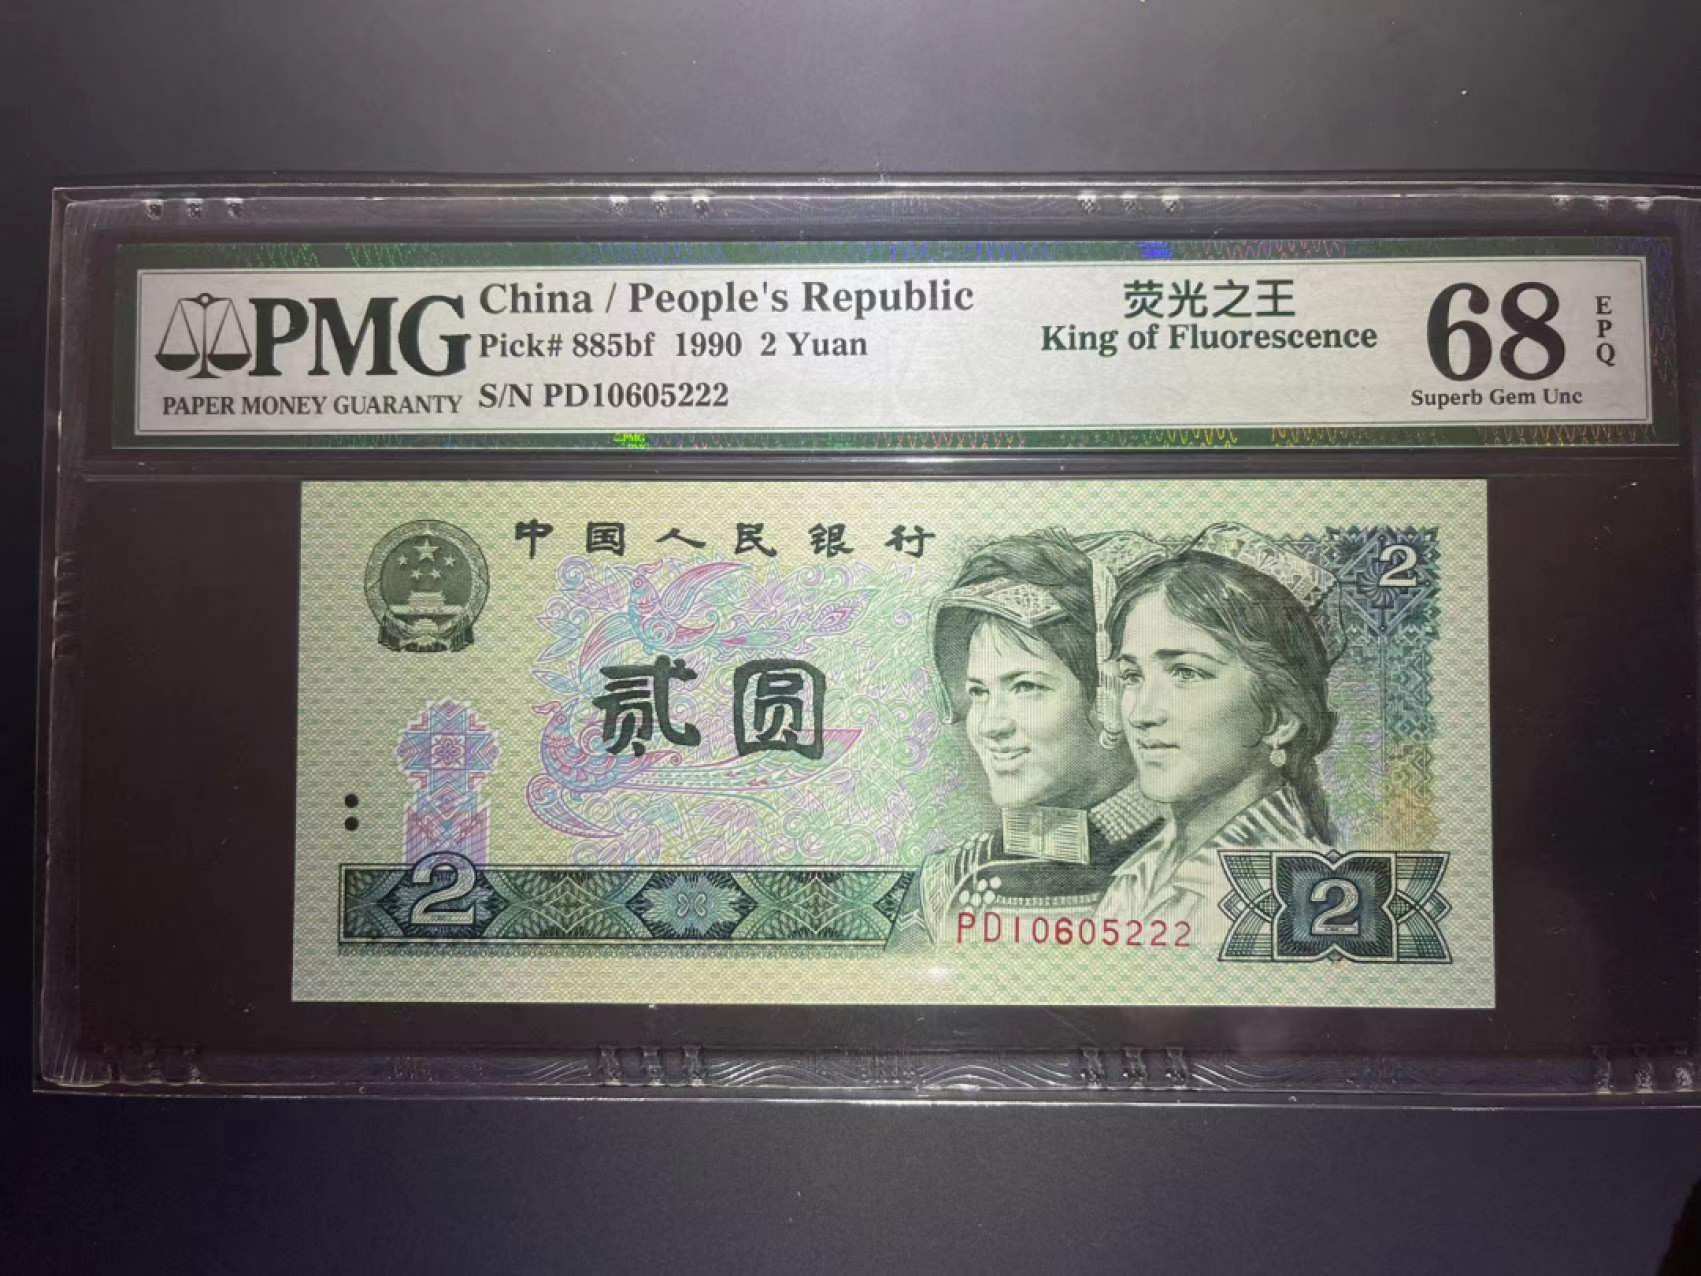 PMG
PAPER MONEY GUARANTY
China / People's Republic
Pick# 885bf 1990 2 Yuan
S/N PD10605222
荧光之王
King of Fluorescence
68
EPQ
Superb Gem Unc
PMG
中国人民银行
2
贰圆
2
PD10605222
2